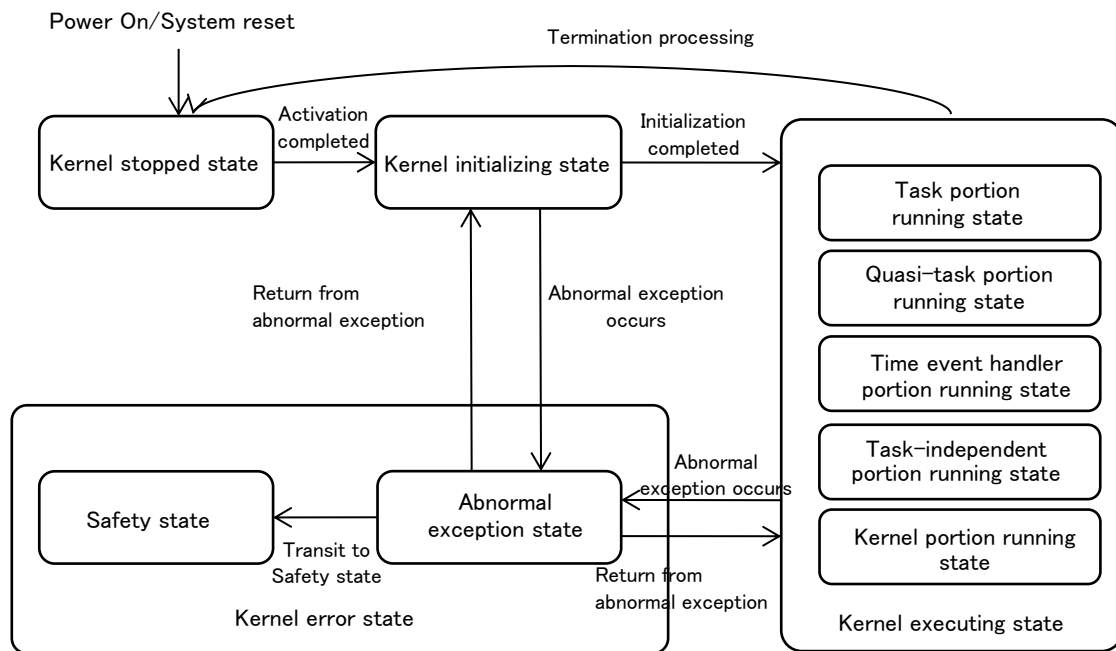 Power On/System reset
Termination processing
Activation
completed
Initialization
completed
Kernel stopped state
Kernel initializing state
Task portion
running state
Quasi-task portion
running state
Return from
abnormal exception
Abnormal exception
occurs
Time event handler
portion running state
Task-independent
portion running state
Abnormal
exception occurs
Safety state
Abnormal
exception state
Kernel portion running
state
Transit to
Safety state
Return from
abnormal exception
Kernel error state
Kernel executing state